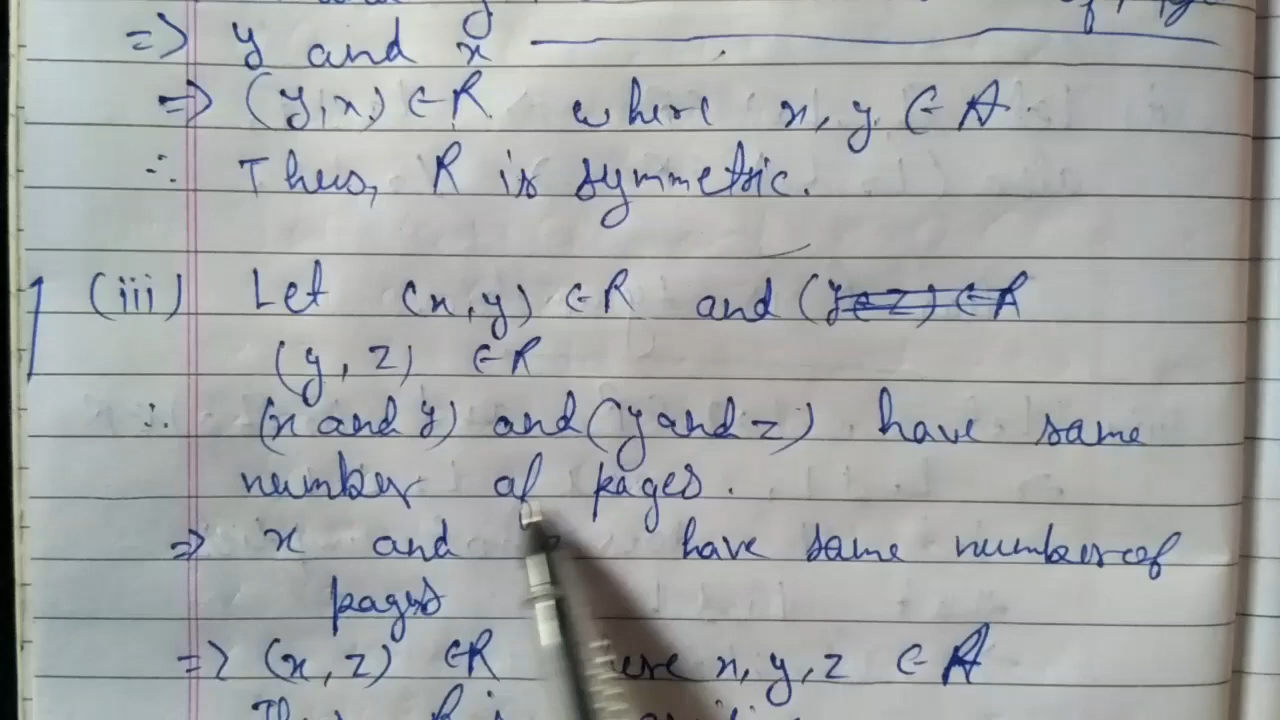 => y and x
=> (y,x) ∈ R where x, y ∈ A.
∴ Thus, R is symmetric.
(iii) Let (x,y) ∈ R and
(y, z) ∈ R
∴ (x and y) and (y and z) have same
number of pages.
=> x and have same number of
pages
=> (x, z) ∈ R x, y, z ∈ A
R is